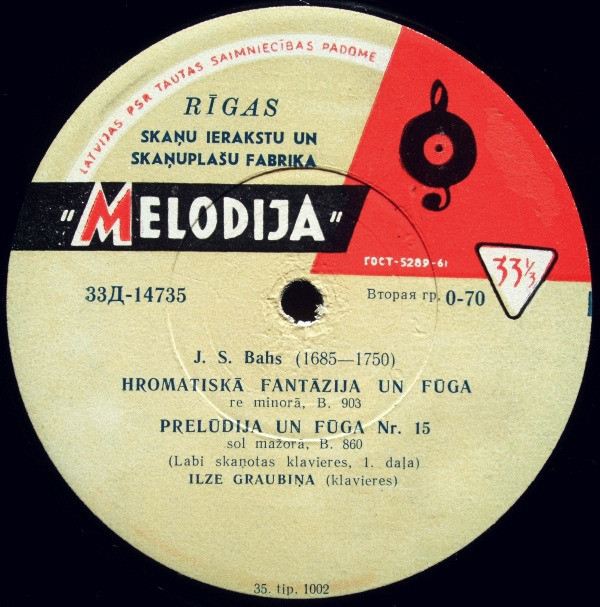 LATVIJAS PSR TAUTAS SAIMNIECĪBAS PADOME
RĪGAS
SKAŅU IERAKSTU UN
SKAŅUPLAŠU FABRIKA
"MELODIJA"
ГОСТ-5289-61
33⅓
33Д-14735
Вторая гр. 0-70
J. S. Bahs (1685—1750)
HROMATISKĀ FANTĀZIJA UN FŪGA
re minorā, B. 903
PRELŪDIJA UN FŪGA Nr. 15
sol mažorā, B. 860
(Labi skaņotas klavieres, 1. daļa)
ILZE GRAUBIŅA (klavieres)
35. tip. 1002